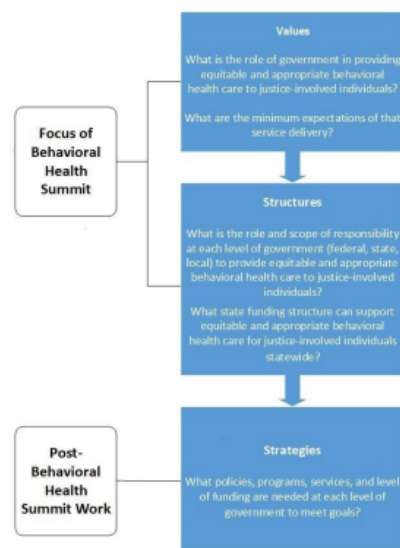 Values
What is the role of government in providing
equitable and appropriate behavioral
health care to justice-involved individuals?
What are the minimum expectations of that
service delivery?
Focus of
Behavioral
Health
Summit
Structures
What is the role and scope of responsibility
at each level of government (federal, state,
local) to provide equitable and appropriate
behavioral health care to justice-involved
individuals?
What state funding structure can support
equitable and appropriate behavioral
health care for justice-involved individuals
statewide?
Post-
Behavioral
Health
Summit Work
Strategies
What policies, programs, services, and level
of funding are needed at each level of
government to meet goals?